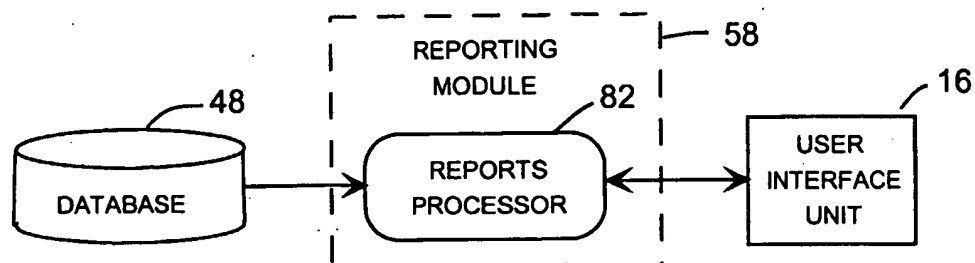 REPORTING
MODULE
58
48
82
16
DATABASE
REPORTS
PROCESSOR
USER
INTERFACE
UNIT